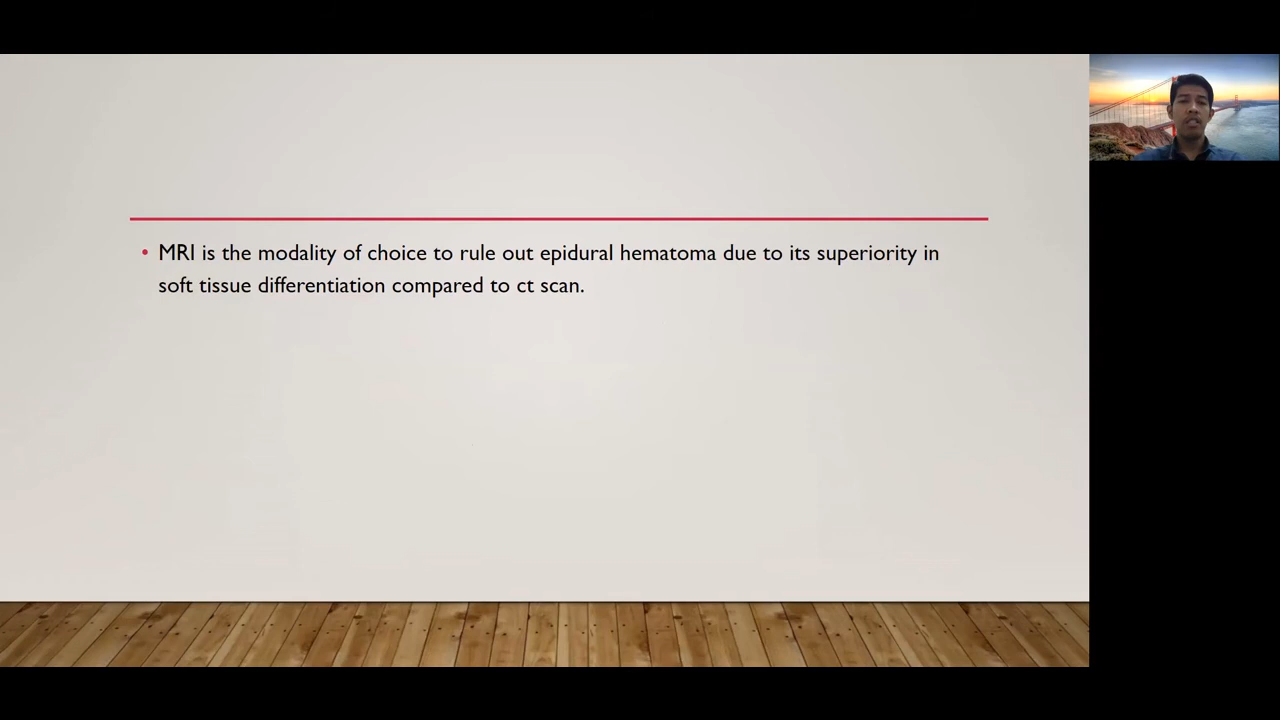 • MRI is the modality of choice to rule out epidural hematoma due to its superiority in
soft tissue differentiation compared to ct scan.